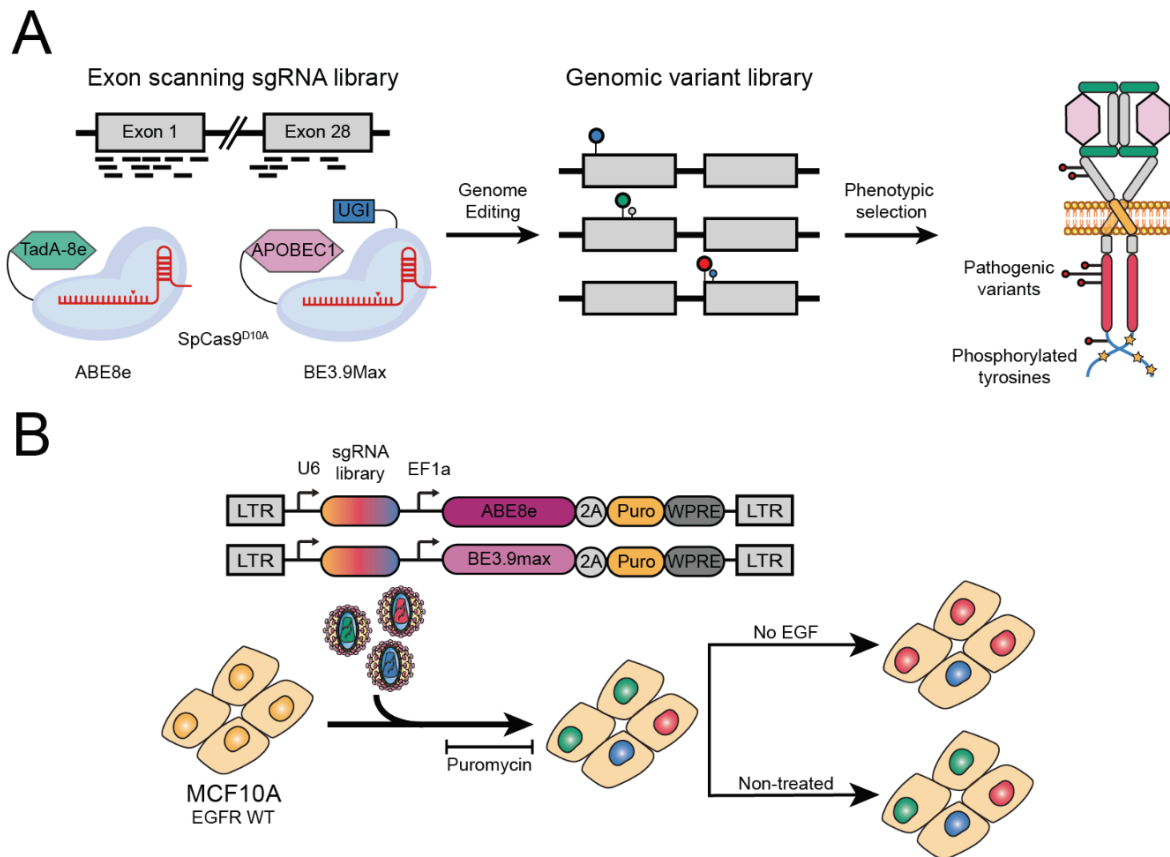 A
Exon scanning sgRNA library
Genomic variant library
Exon 1
Exon 28
UGI
TadA-8e
APOBEC1
SpCas9D10A
ABE8e
BE3.9Max
Genome
Editing
Phenotypic
selection
Pathogenic
variants
Phosphorylated
tyrosines
B
U6
sgRNA
library
EF1a
LTR
ABE8e
2A
Puro
WPRE
LTR
LTR
BE3.9max
2A
Puro
WPRE
LTR
Puromycin
MCF10A
EGFR WT
No EGF
Non-treated